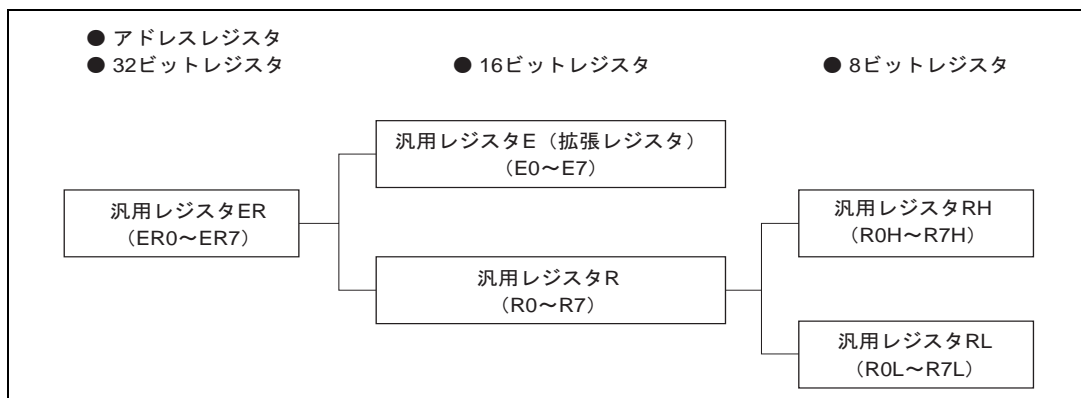 ● アドレスレジスタ
● 32ビットレジスタ
● 16ビットレジスタ
● 8ビットレジスタ
汎用レジスタER
（ER0～ER7）
汎用レジスタE（拡張レジスタ）
（E0～E7）
汎用レジスタR
（R0～R7）
汎用レジスタRH
（R0H～R7H）
汎用レジスタRL
（R0L～R7L）